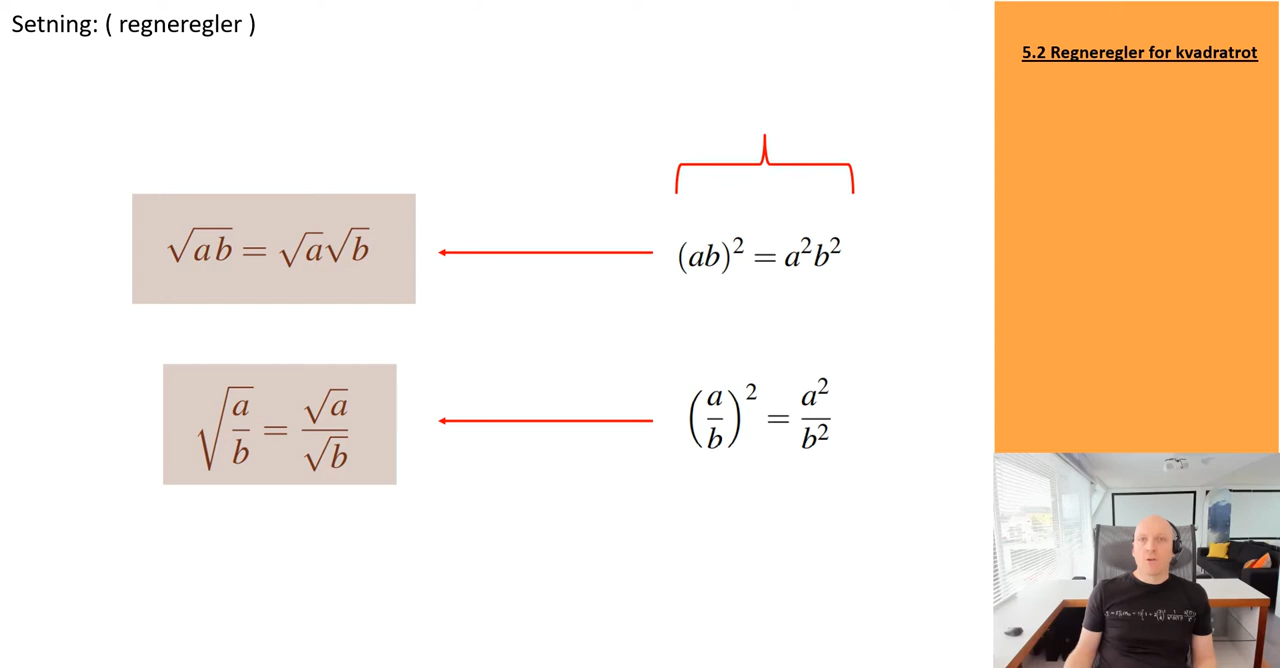 Setning: ( regneregler )
5.2 Regneregler for kvadratrot
√ab = √a√b
(ab)² = a²b²
√(a/b) = √a/√b
(a/b)² = a²/b²